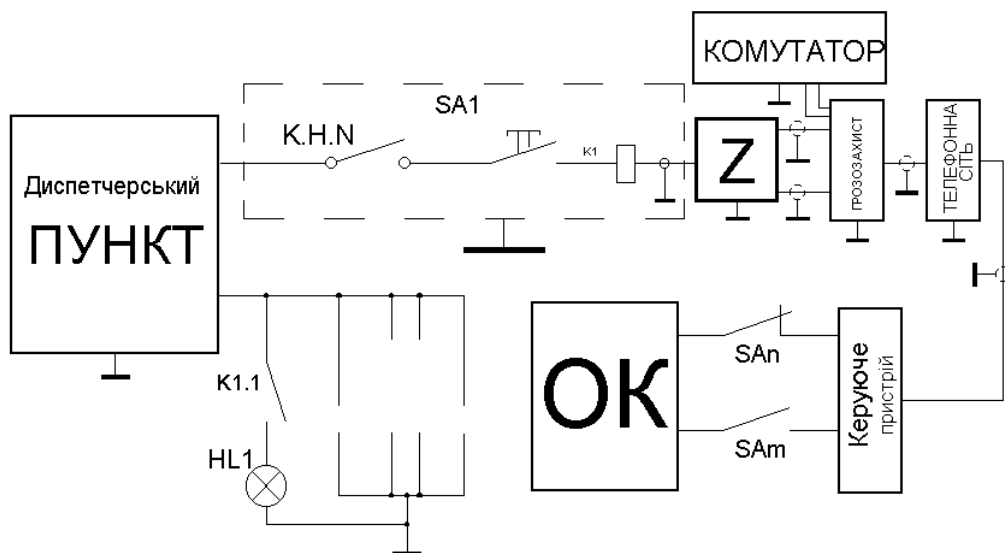 КОМУТАТОР
SA1
K.H.N
K1
Z
ГРОЗОЗАХИСТ
ТЕЛЕФОННА
СІТЬ
Диспетчерський
ПУНКТ
K1.1
HL1
ОК
SAn
SAm
Керуюче
пристрій